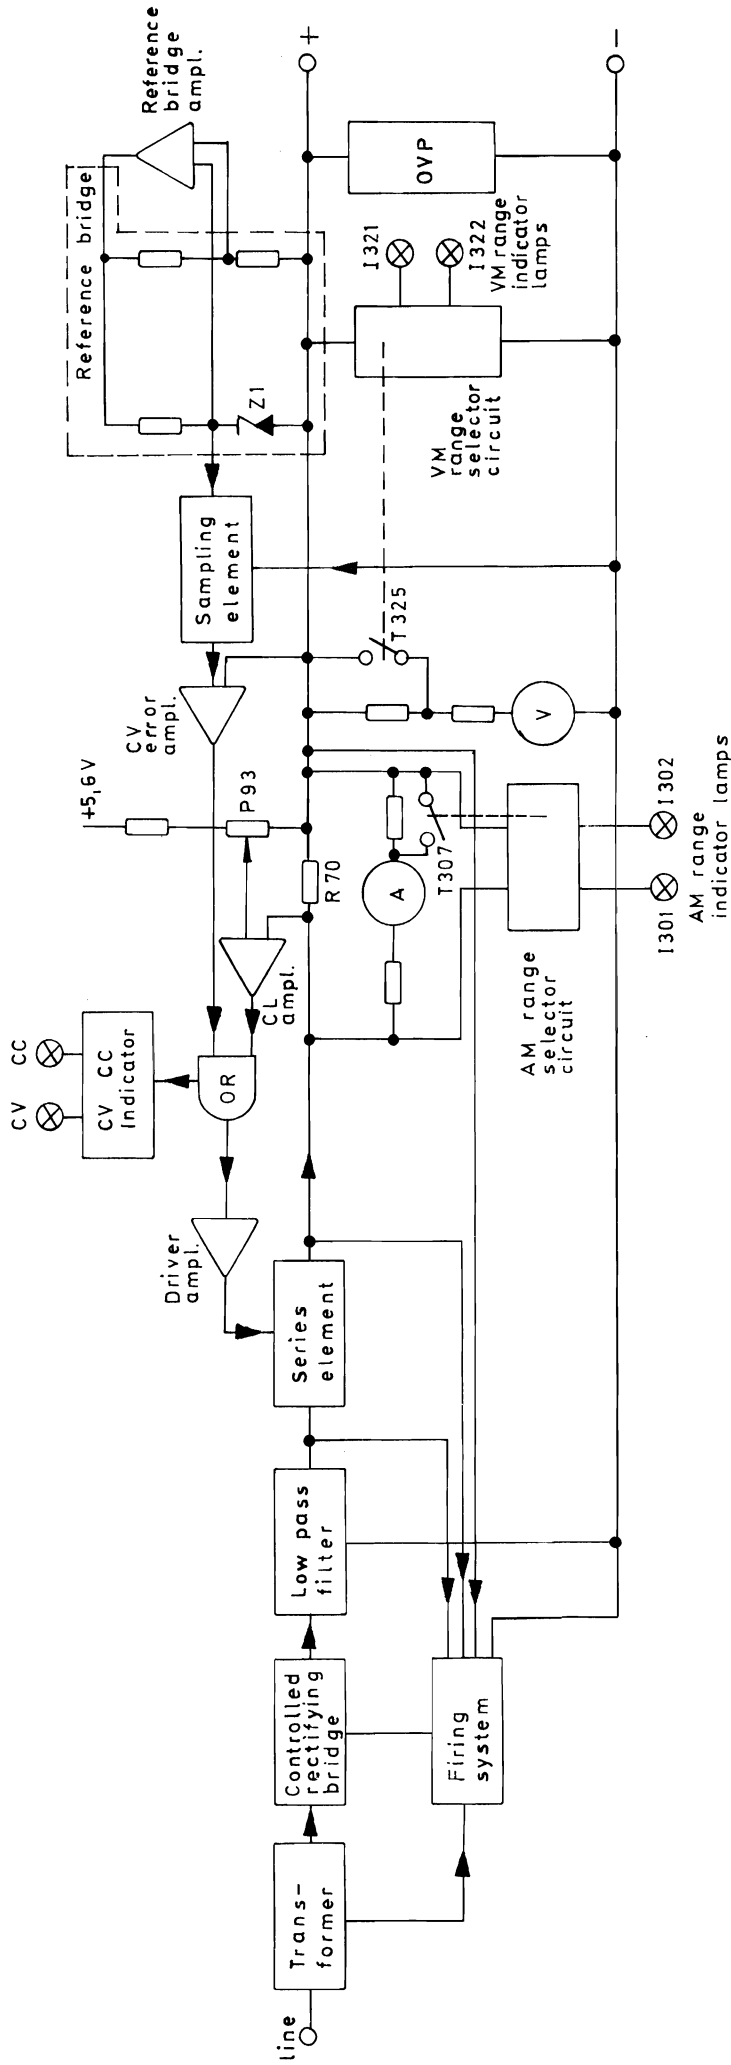 line
Trans-
former
Controlled
rectifying
bridge
Firing
system
Low pass
filter
Series
element
Driver
ampl.
CV
CC
CV CC
Indicator
OR
CL
ampl.
R70
P93
+5,6V
CV
error
ampl.
Sampling
element
Reference bridge
Z1
Reference
bridge
ampl.
+
-
A
T307
AM range
selector
circuit
I301
I302
AM range
indicator lamps
V
T325
VM
range
selector
circuit
I321
I322
VM range
indicator
lamps
OVP